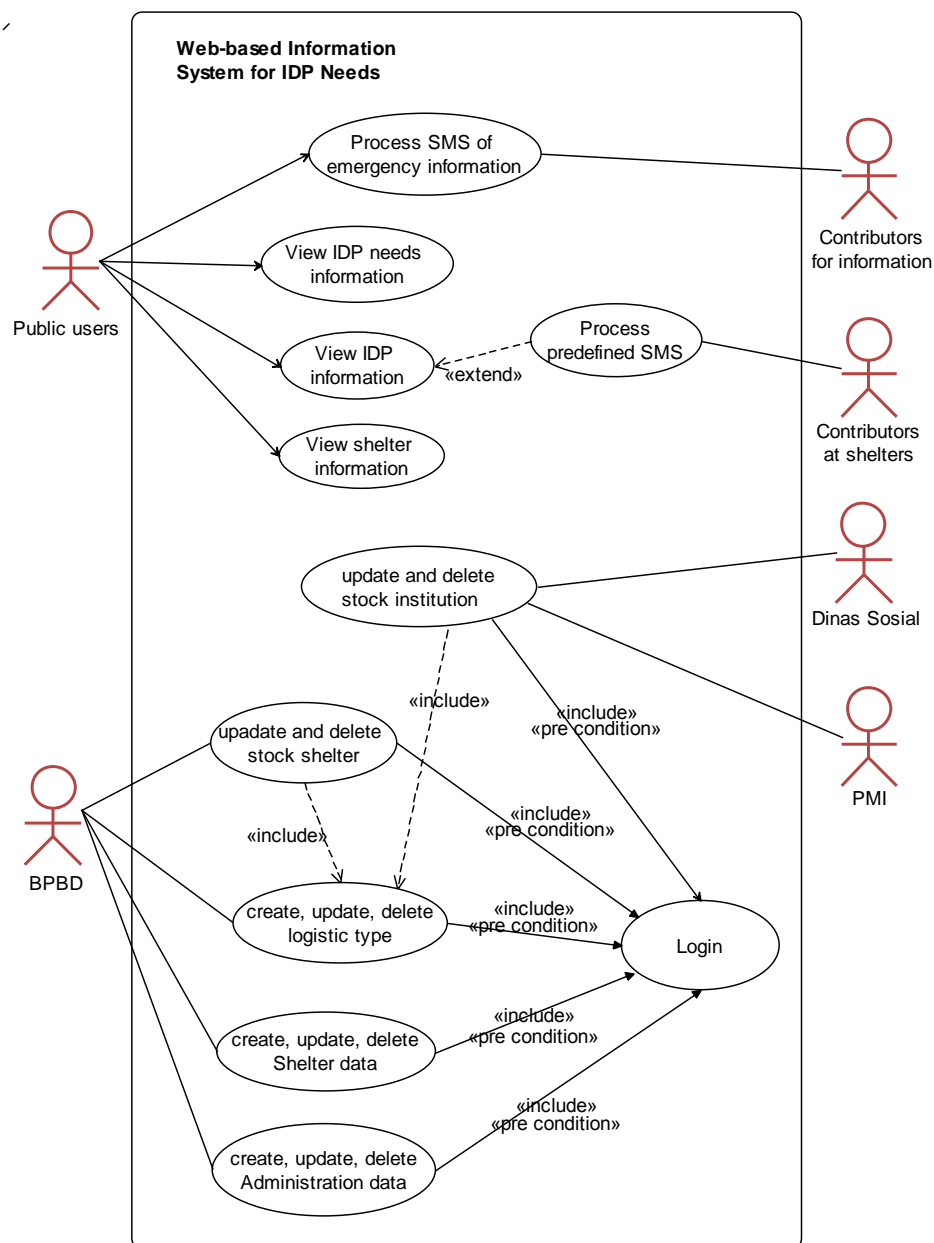 Web-based Information
System for IDP Needs
Process SMS of
emergency information
Contributors
for information
View IDP needs
information
Public users
View IDP
information
«extend»
Process
predefined SMS
Contributors
at shelters
View shelter
information
update and delete
stock institution
Dinas Sosial
«include»
«include»
«pre condition»
upadate and delete
stock shelter
PMI
«include»
«include»
«pre condition»
BPBD
create, update, delete
logistic type
«include»
«pre condition»
Login
create, update, delete
Shelter data
«include»
«pre condition»
create, update, delete
Administration data
«include»
«pre condition»